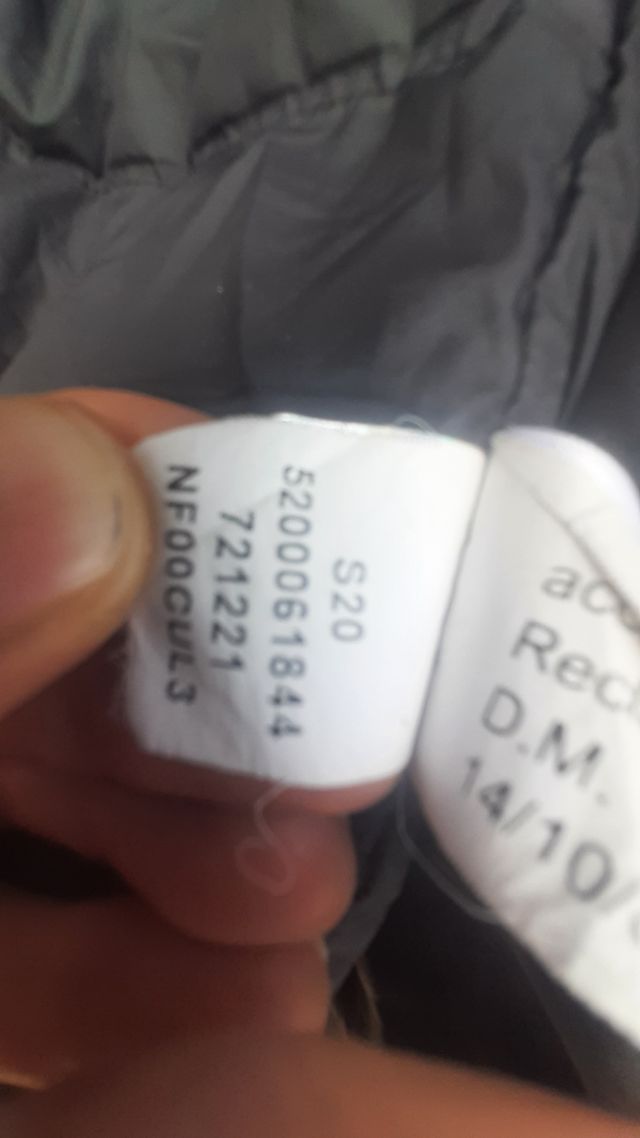 S20
5200061844
721221
NF00CUL3
Rec
D.M.
14/10/